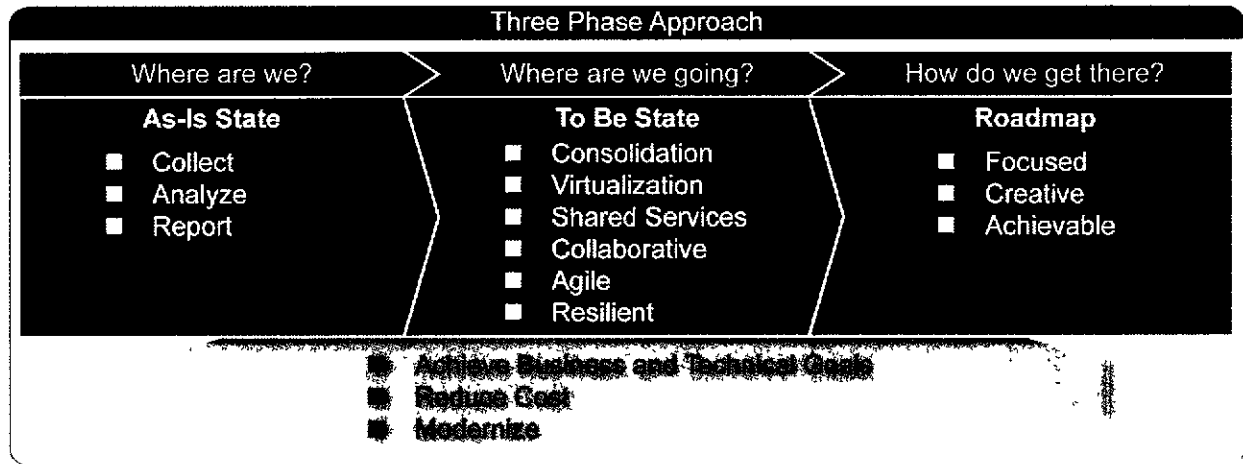 Three Phase Approach
Where are we?
Where are we going?
How do we get there?
As-Is State
Collect
Analyze
Report
To Be State
Consolidation
Virtualization
Shared Services
Collaborative
Agile
Resilient
Roadmap
Focused
Creative
Achievable
Achieve Business and Technical Goals
Reduce Cost
Modernize